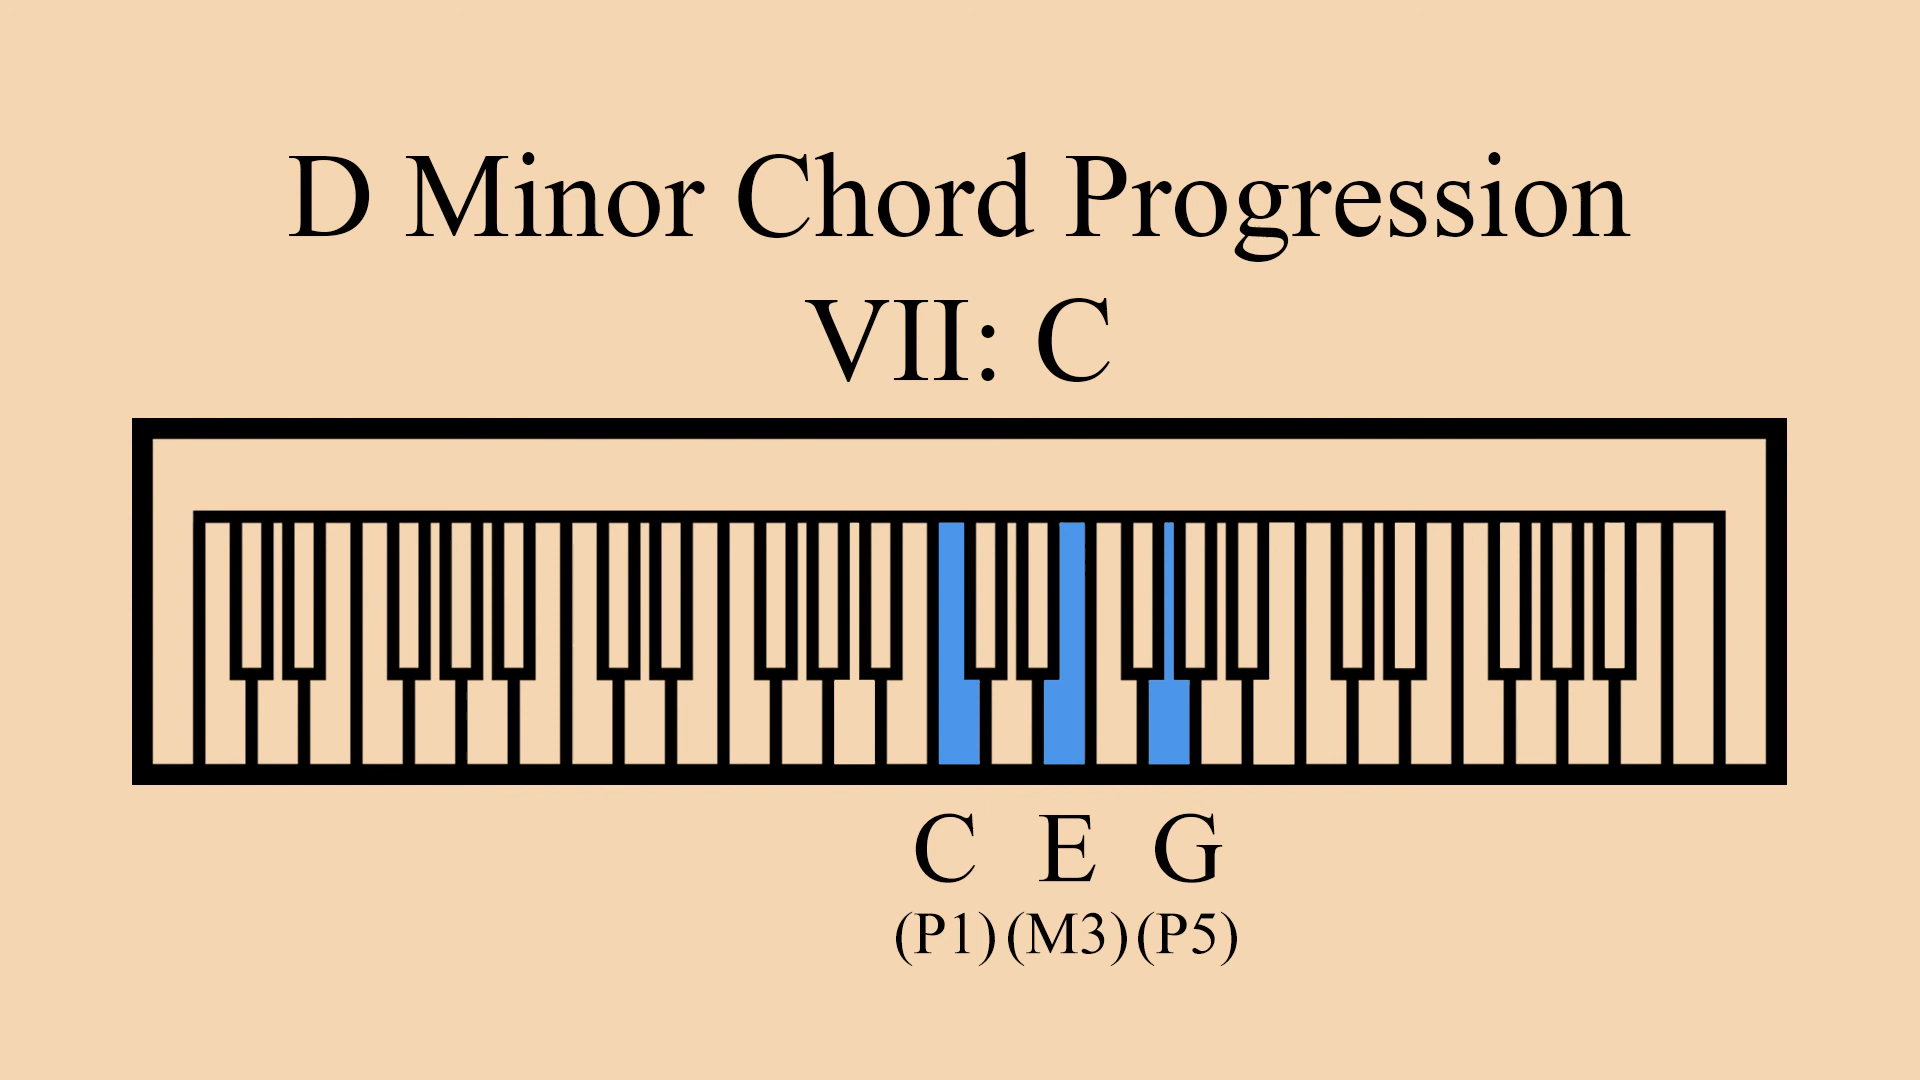 D Minor Chord Progression
VII: C
C E G
(P1) (M3) (P5)